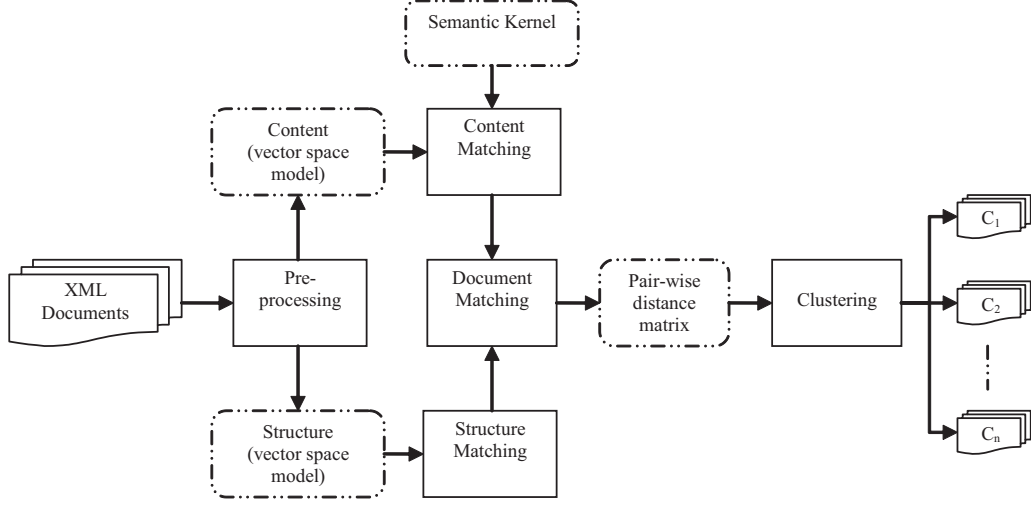 Semantic Kernel
Content
(vector space
model)
Content
Matching
XML
Documents
Pre-
processing
Document
Matching
Pair-wise
distance
matrix
Clustering
C1
C2
Cn
Structure
(vector space
model)
Structure
Matching